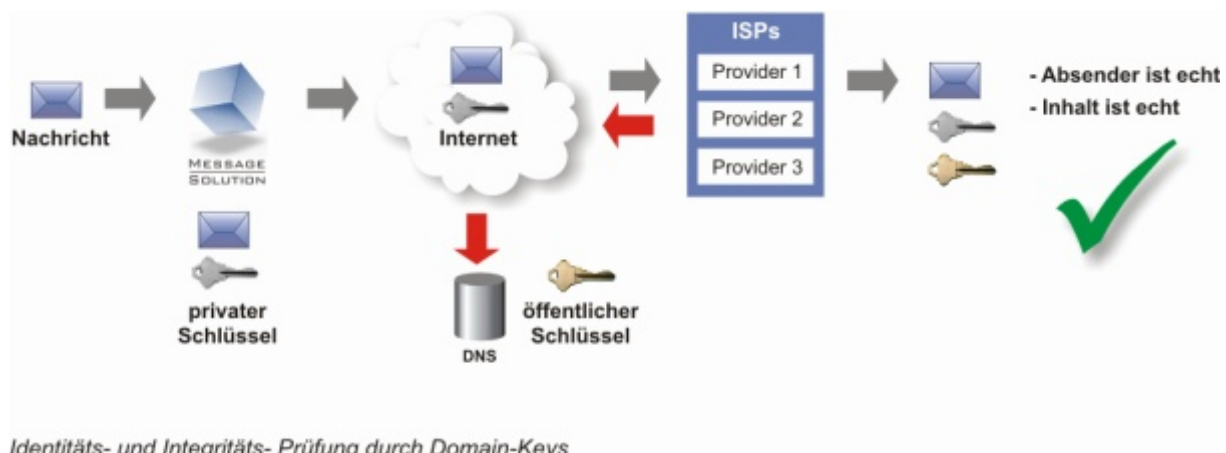 ISPs
Provider 1
Provider 2
Provider 3
Nachricht
MESSAGE
SOLUTION
Internet
- Absender ist echt
- Inhalt ist echt
privater
Schlüssel
DNS
öffentlicher
Schlüssel
Identitäts- und Integritäts- Prüfung durch Domain-Keys